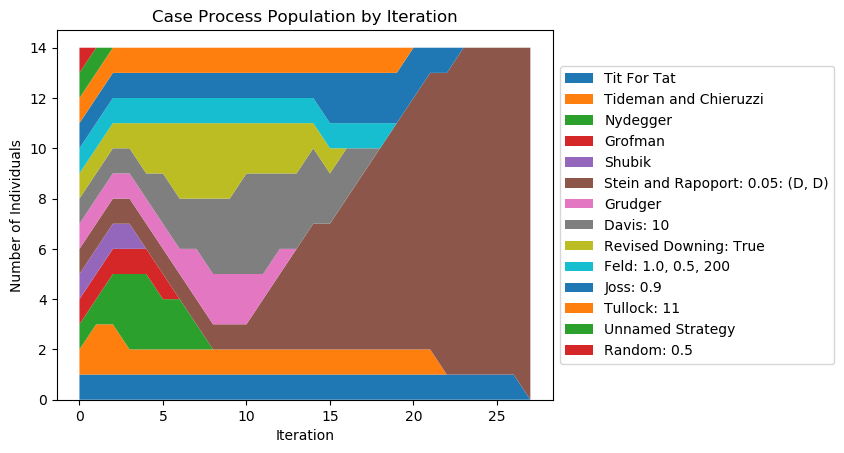 Case Process Population by Iteration
Number of Individuals
14
12
10
8
6
4
2
0
0 5 10 15 20 25
Iteration
Tit For Tat
Tideman and Chieruzzi
Nydegger
Grofman
Shubik
Stein and Rapoport: 0.05: (D, D)
Grudger
Davis: 10
Revised Downing: True
Feld: 1.0, 0.5, 200
Joss: 0.9
Tullock: 11
Unnamed Strategy
Random: 0.5